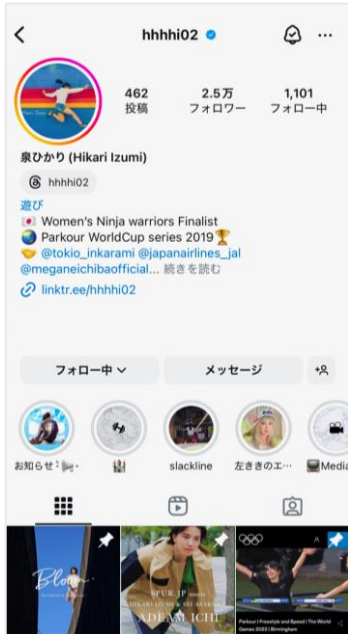 hhhhi02
462
投稿
2.5万
フォロワー
1,101
フォロー中
泉ひかり (Hikari Izumi)
hhhhi02
遊び
🇯🇵 Women's Ninja warriors Finalist
🌏 Parkour WorldCup series 2019🏆
🤝 @tokio_inkarami @japanairlines_jal
@meganeichibaofficial... 続きを読む
linktr.ee/hhhhi02
フォロー中
メッセージ
お知らせ
slackline
左ききのエ…
Media
Bloom
SPUR.JP meets
HIKARI IZUMI & SEI SANKAI
ADEAM ICHI
Parkour | Freestyle and Speed | The World
Games 2022 | Birmingham